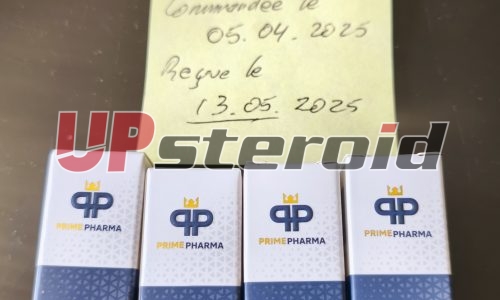 Commandée le
05.04.2025
Reçue le
13.05.2025
UPsteroid
PRIMEPHARMA
PRIMEPHARMA
PRIMEPHARMA
PRIMEPHARMA